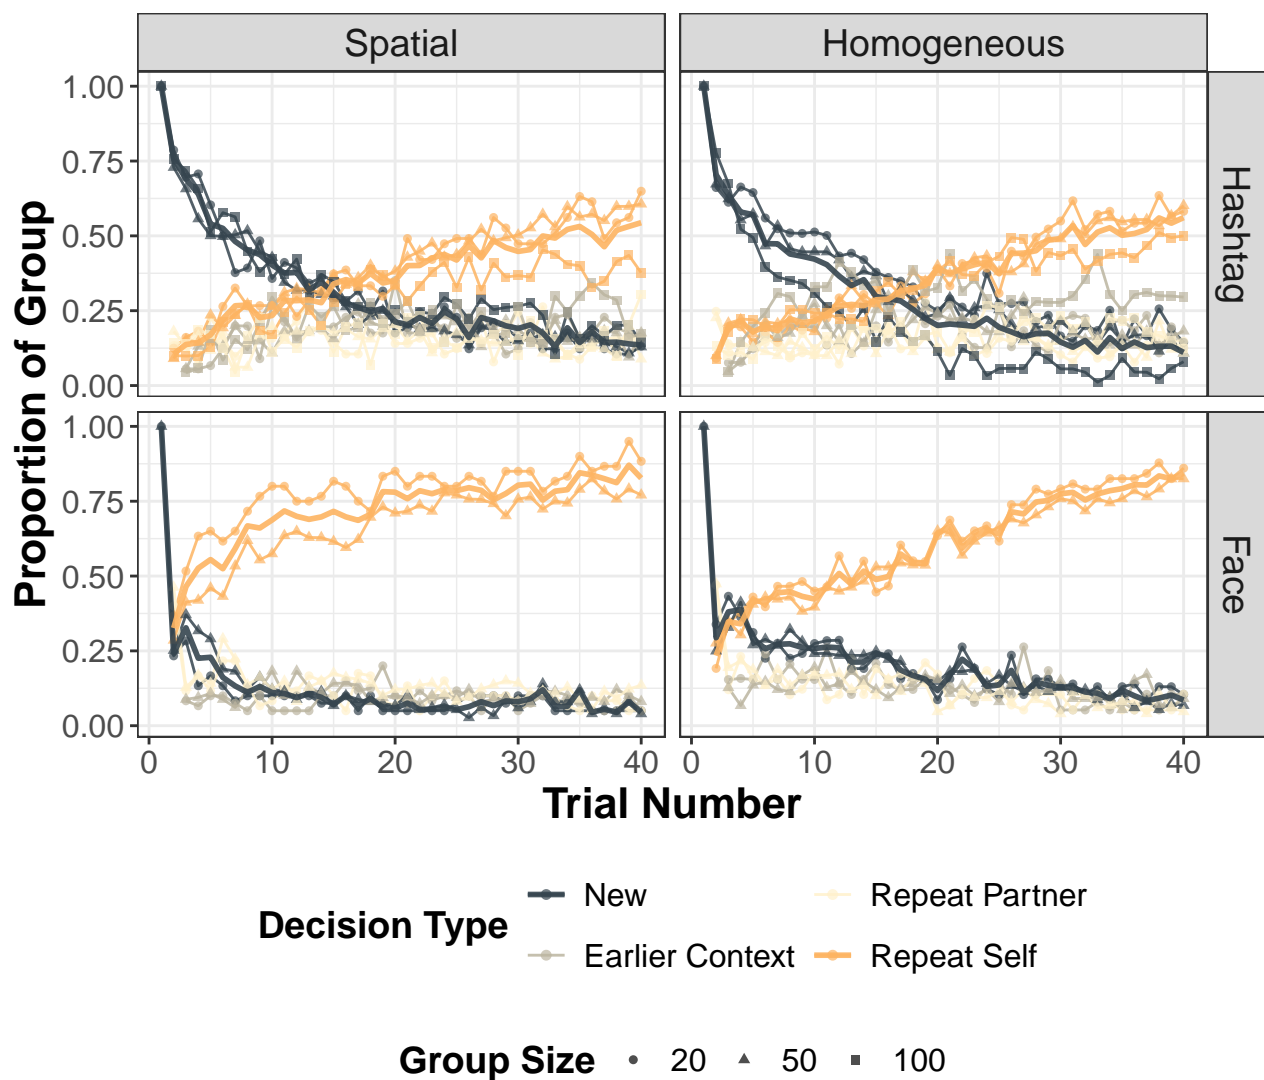 Spatial
Homogeneous
1.00
0.75
0.50
0.25
0.00
Hashtag
1.00
0.75
0.50
0.25
0.00
Face
Proportion of Group
0 10 20 30 40
0 10 20 30 40
Trial Number
Decision Type
New
Repeat Partner
Earlier Context
Repeat Self
Group Size
20
50
100